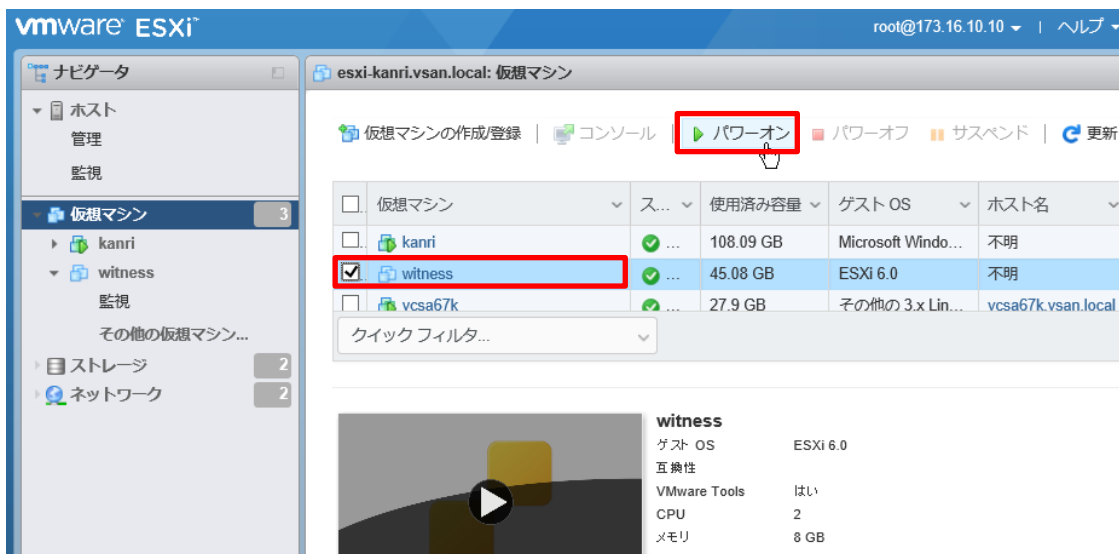 vmware ESXi™
root@173.16.10.10 | ヘルプ
ナビゲータ
ホスト
管理
監視
仮想マシン 3
kanri
witness
監視
その他の仮想マシン...
ストレージ 2
ネットワーク 2
esxi-kanri.vsan.local: 仮想マシン
仮想マシンの作成/登録 | コンソール | パワーオン パワーオフ サスペンド | 更新
仮想マシン ス... 使用済み容量 ゲスト OS ホスト名
kanri ... 108.09 GB Microsoft Windo... 不明
witness ... 45.08 GB ESXi 6.0 不明
vcsa67k ... 27.9 GB その他の 3.x Lin... vcsa67k.vsan.local
クイック フィルタ...
witness
ゲスト OS ESXi 6.0
互換性
VMware Tools はい
CPU 2
メモリ 8 GB